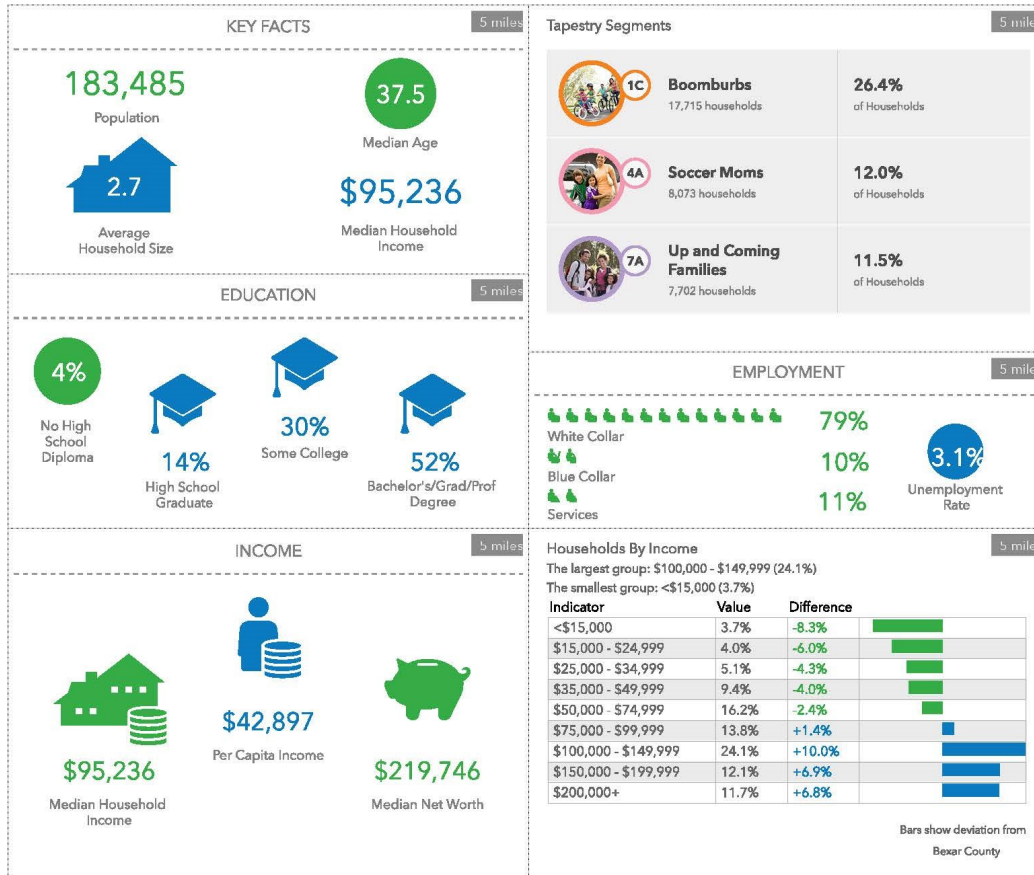 KEY FACTS
5 miles
183,485
Population
37.5
Median Age
2.7
Average
Household Size
$95,236
Median Household
Income
EDUCATION
5 miles
4%
No High
School
Diploma
14%
High School
Graduate
30%
Some College
52%
Bachelor's/Grad/Prof
Degree
INCOME
5 miles
$95,236
Median Household
Income
$42,897
Per Capita Income
$219,746
Median Net Worth
Tapestry Segments
5 mile
1C
Boomburbs
17,715 households
26.4%
of Households
4A
Soccer Moms
8,073 households
12.0%
of Households
7A
Up and Coming
Families
7,702 households
11.5%
of Households
EMPLOYMENT
5 mile
White Collar
79%
Blue Collar
10%
Services
11%
3.1%
Unemployment
Rate
Households By Income
5 mile
The largest group: $100,000 - $149,999 (24.1%)
The smallest group: <$15,000 (3.7%)
Indicator Value Difference
<$15,000 3.7% -8.3%
$15,000 - $24,999 4.0% -6.0%
$25,000 - $34,999 5.1% -4.3%
$35,000 - $49,999 9.4% -4.0%
$50,000 - $74,999 16.2% -2.4%
$75,000 - $99,999 13.8% +1.4%
$100,000 - $149,999 24.1% +10.0%
$150,000 - $199,999 12.1% +6.9%
$200,000+ 11.7% +6.8%
Bars show deviation from
Bexar County